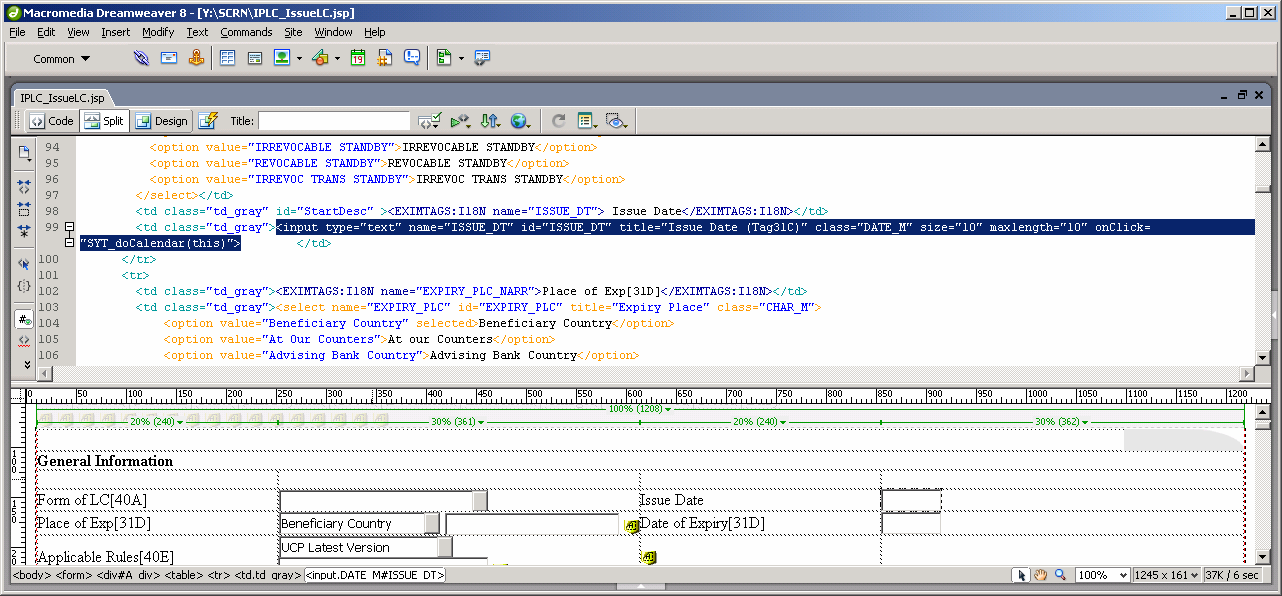 Macromedia Dreamweaver 8 - [Y:\SCRN\IPLC_IssueLC.jsp]
File Edit View Insert Modify Text Commands Site Window Help
Common
19
IPLC_IssueLC.jsp
Code Split Design Title:
94 <option value="IRREVOCABLE STANDBY">IRREVOCABLE STANDBY</option>
95 <option value="REVOCABLE STANDBY">REVOCABLE STANDBY</option>
96 <option value="IRREVOC TRANS STANDBY">IRREVOC TRANS STANDBY</option>
97 </select></td>
98 <td class="td_gray" id="StartDesc" ><EXIMTAGS:I18N name="ISSUE_DT"> Issue Date</EXIMTAGS:I18N></td>
99 <td class="td_gray"><input type="text" name="ISSUE_DT" id="ISSUE_DT" title="Issue Date (Tag31C)" class="DATE_M" size="10" maxlength="10" onClick=
"SYT_doCalendar(this)"> </td>
100 </tr>
101 <tr>
102 <td class="td_gray"><EXIMTAGS:I18N name="EXPIRY_PLC_NARR">Place of Exp[31D]</EXIMTAGS:I18N></td>
103 <td class="td_gray"><select name="EXPIRY_PLC" id="EXPIRY_PLC" title="Expiry Place" class="CHAR_M">
104 <option value="Beneficiary Country" selected>Beneficiary Country</option>
105 <option value="At Our Counters">At our Counters</option>
106 <option value="Advising Bank Country">Advising Bank Country</option>
0 50 100 150 200 250 300 350 400 450 500 550 600 650 700 750 800 850 900 950 1000 1050 1100 1150 1200
100% (1208)
20% (240) 30% (361) 20% (240) 30% (362)
General Information
Form of LC[40A] Issue Date
Place of Exp[31D] Beneficiary Country Date of Expiry[31D]
UCP Latest Version
Applicable Rules[40E]
<body> <form> <div#A_div> <table> <tr> <td.td_gray> <input.DATE_M#ISSUE_DT> 100% 1245 x 161 37K / 6 sec